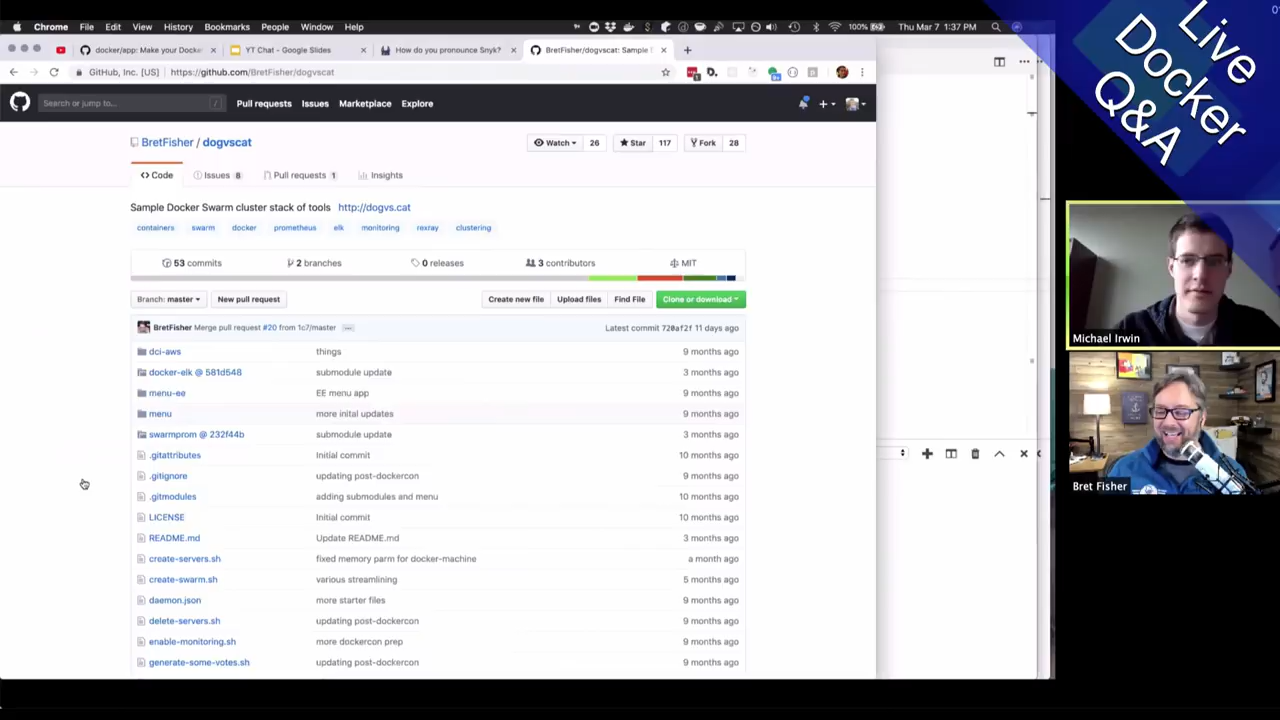 Chrome File Edit View History Bookmarks People Window Help 100% Thu Mar 7 1:37 PM
docker/app: Make your Docke YT Chat - Google Slides How do you pronounce Snyk? BretFisher/dogvscat: Sample
GitHub, Inc. [US] https://github.com/BretFisher/dogvscat
Search or jump to... / Pull requests Issues Marketplace Explore
BretFisher / dogvscat Watch 26 Star 117 Fork 28
Code Issues 8 Pull requests 1 Insights
Sample Docker Swarm cluster stack of tools http://dogvs.cat
containers swarm docker prometheus elk monitoring rexray clustering
53 commits 2 branches 0 releases 3 contributors MIT
Branch: master New pull request Create new file Upload files Find File Clone or download
BretFisher Merge pull request #20 from 1c7/master ... Latest commit 720af2f 11 days ago
dci-aws things 9 months ago
docker-elk @ 581d548 submodule update 3 months ago
menu-ee EE menu app 9 months ago
menu more inital updates 9 months ago
swarmprom @ 232f44b submodule update 3 months ago
.gitattributes Initial commit 10 months ago
.gitignore updating post-dockercon 9 months ago
.gitmodules adding submodules and menu 10 months ago
LICENSE Initial commit 10 months ago
README.md Update README.md 3 months ago
create-servers.sh fixed memory parm for docker-machine a month ago
create-swarm.sh various streamlining 5 months ago
daemon.json more starter files 9 months ago
delete-servers.sh updating post-dockercon 9 months ago
enable-monitoring.sh more dockercon prep 9 months ago
generate-some-votes.sh updating post-dockercon 9 months ago
Live
Docker
Q&A
Michael Irwin
Bret Fisher